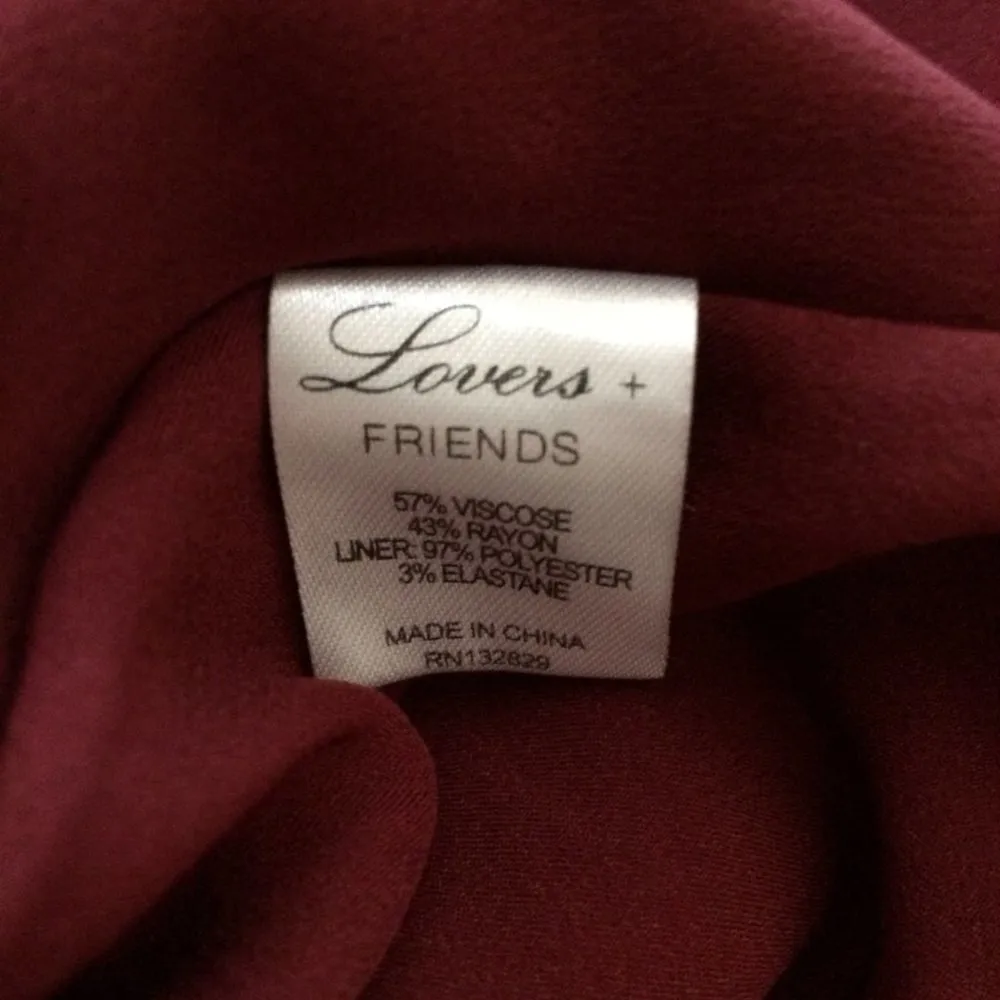 Lovers +
FRIENDS
57% VISCOSE
43% RAYON
LINER: 97% POLYESTER
3% ELASTANE
MADE IN CHINA
RN132829